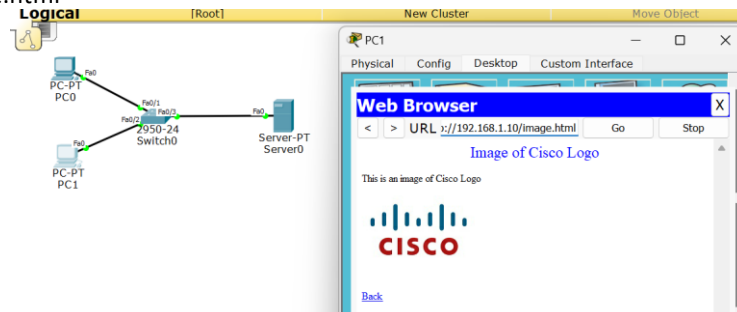 Logical [Root] New Cluster Move Object
PC1
Physical Config Desktop Custom Interface
Web Browser X
< > URL ://192.168.1.10/image.html Go Stop
Image of Cisco Logo
This is an image of Cisco Logo
CISCO
Back
Fa0
PC-PT
PC0
Fa0/1
Fa0/3
Fa0/2
Fa0
2950-24
Switch0
Server-PT
Server0
Fa0
PC-PT
PC1